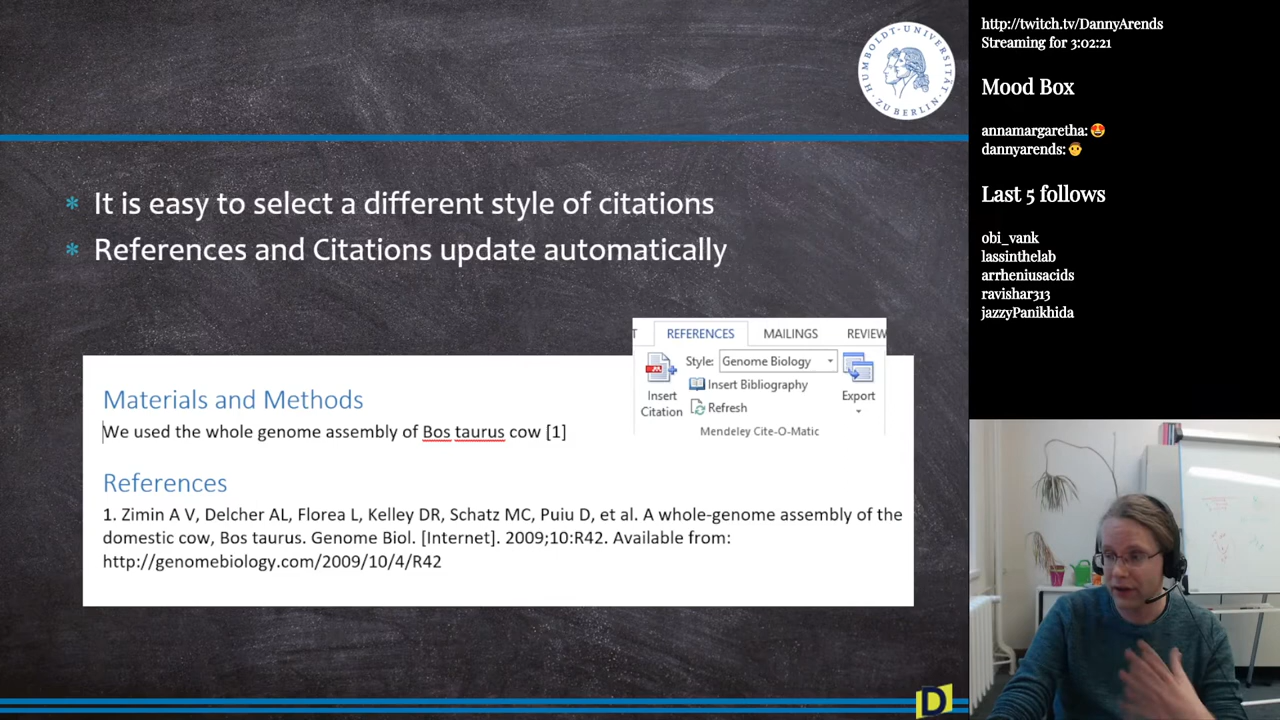 HUMBOLDT-UNIVERSITÄT
ZU BERLIN
It is easy to select a different style of citations
References and Citations update automatically
T REFERENCES MAILINGS REVIEW
Style: Genome Biology
Insert Bibliography
Refresh
Insert
Citation
Export
Mendeley Cite-O-Matic
Materials and Methods
We used the whole genome assembly of Bos taurus cow [1]
References
1. Zimin A V, Delcher AL, Florea L, Kelley DR, Schatz MC, Puiu D, et al. A whole-genome assembly of the
domestic cow, Bos taurus. Genome Biol. [Internet]. 2009;10:R42. Available from:
http://genomebiology.com/2009/10/4/R42
D
http://twitch.tv/DannyArends
Streaming for 3:02:21
Mood Box
annamargaretha: 😍
dannyarends: 👨
Last 5 follows
obi_vank
lassinthelab
arrheniusacids
ravishar313
jazzyPanikhida